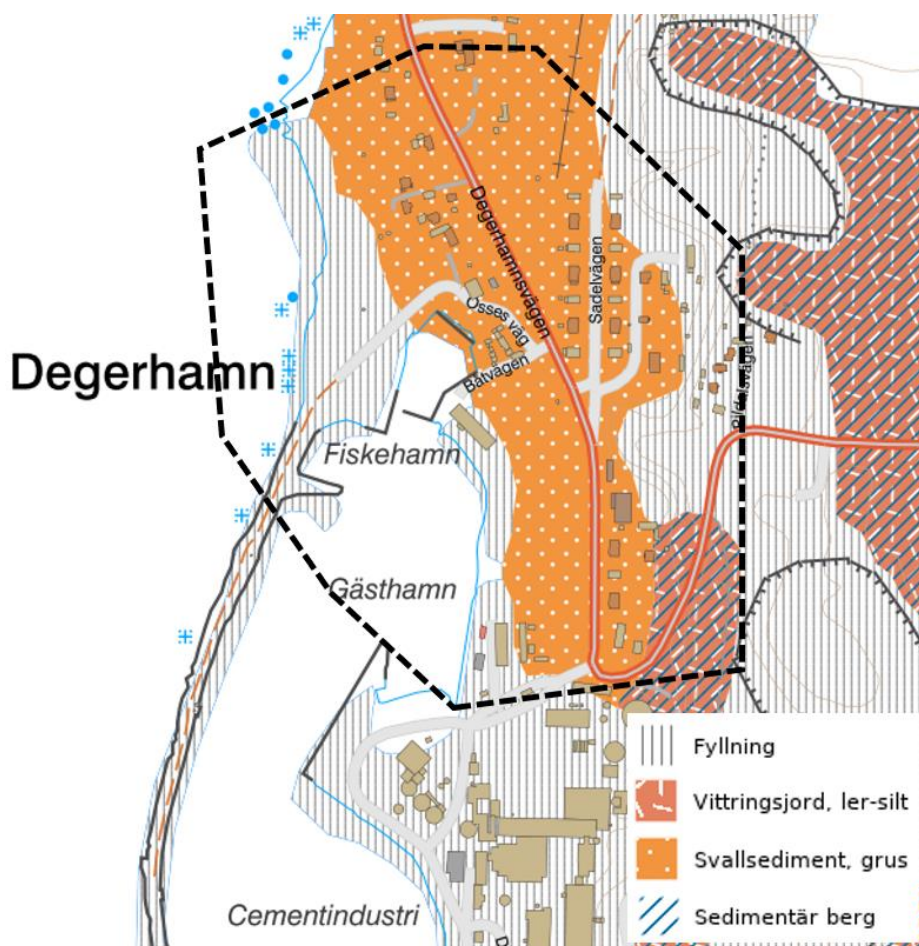 Degerhamnsvägen
Sadelvägen
Osses väg
Båtvägen
Degerhamn
Fiskehamn
Gästhamn
Cementindustri
Fyllning
Vittringsjord, ler-silt
Svallsediment, grus
Sedimentär berg